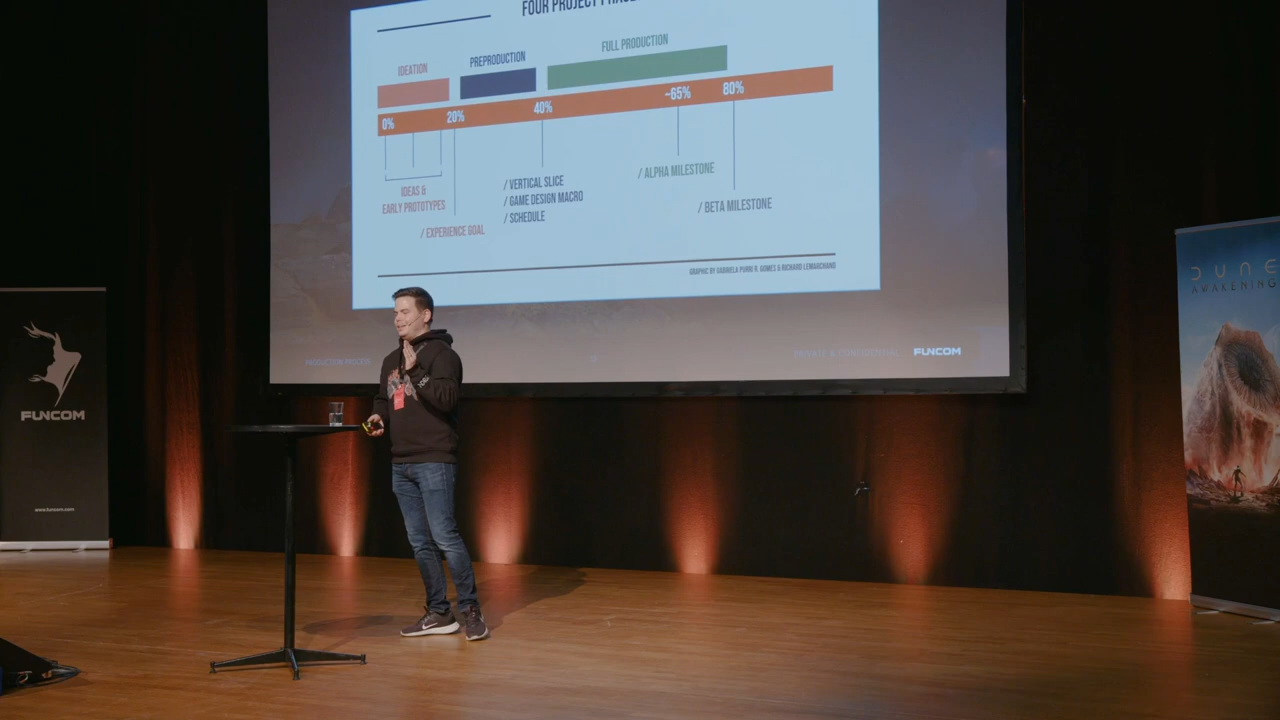 FOUR PROJECT
FULL PRODUCTION
PREPRODUCTION
IDEATION
0%
20%
40%
~65%
80%
IDEAS &
EARLY PROTOTYPES
/ EXPERIENCE GOAL
/ VERTICAL SLICE
/ GAME DESIGN MACRO
/ SCHEDULE
/ ALPHA MILESTONE
/ BETA MILESTONE
GRAPHIC BY GABRIELA PURRI R. GOMES & RICHARD LEMARCHAND
PRODUCTION PROCESS
PRIVATE & CONFIDENTIAL
FUNCOM
FUNCOM
www.funcom.com
DUNE
AWAKENING